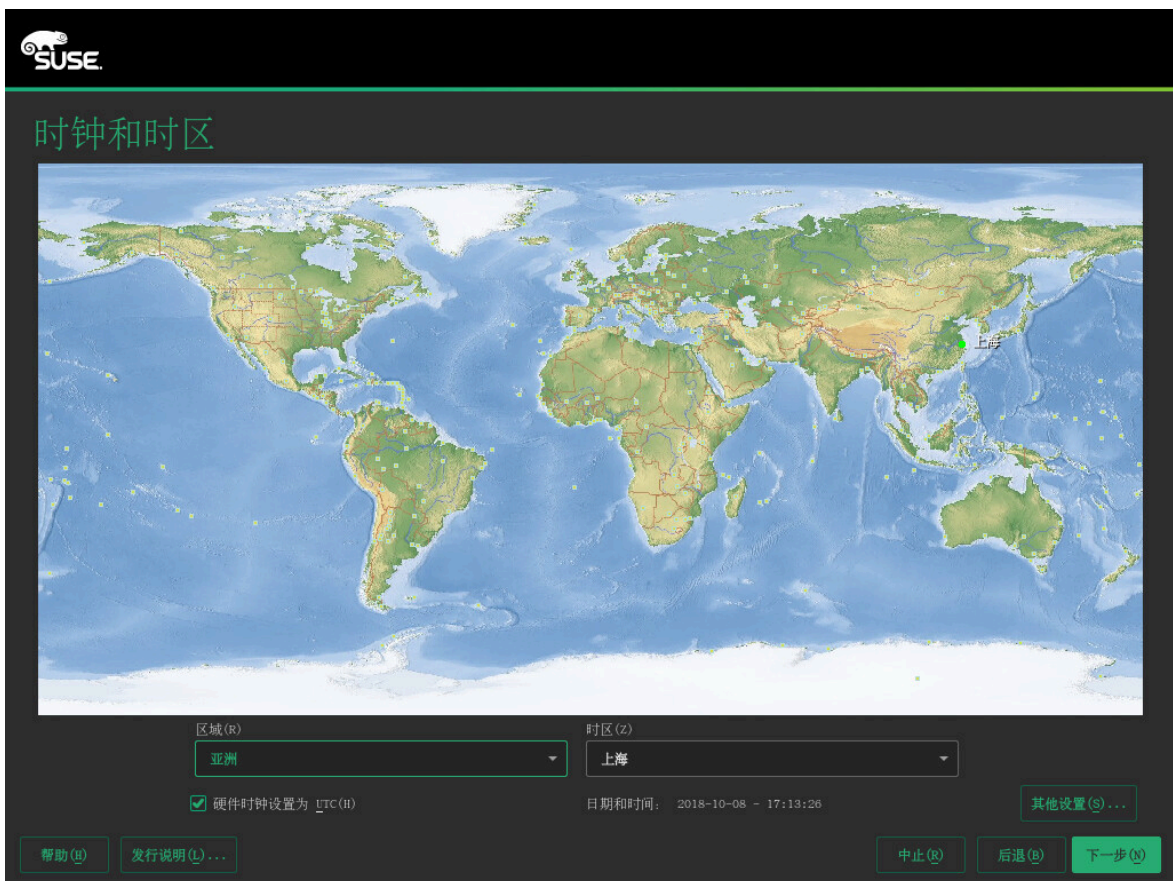 SUSE.
时钟和时区
上海
区域(R)
时区(Z)
亚洲
上海
硬件时钟设置为 UTC(H)
日期和时间: 2018-10-08 - 17:13:26
其他设置(S)...
帮助(H)
发行说明(L)...
中止(R)
后退(B)
下一步(N)